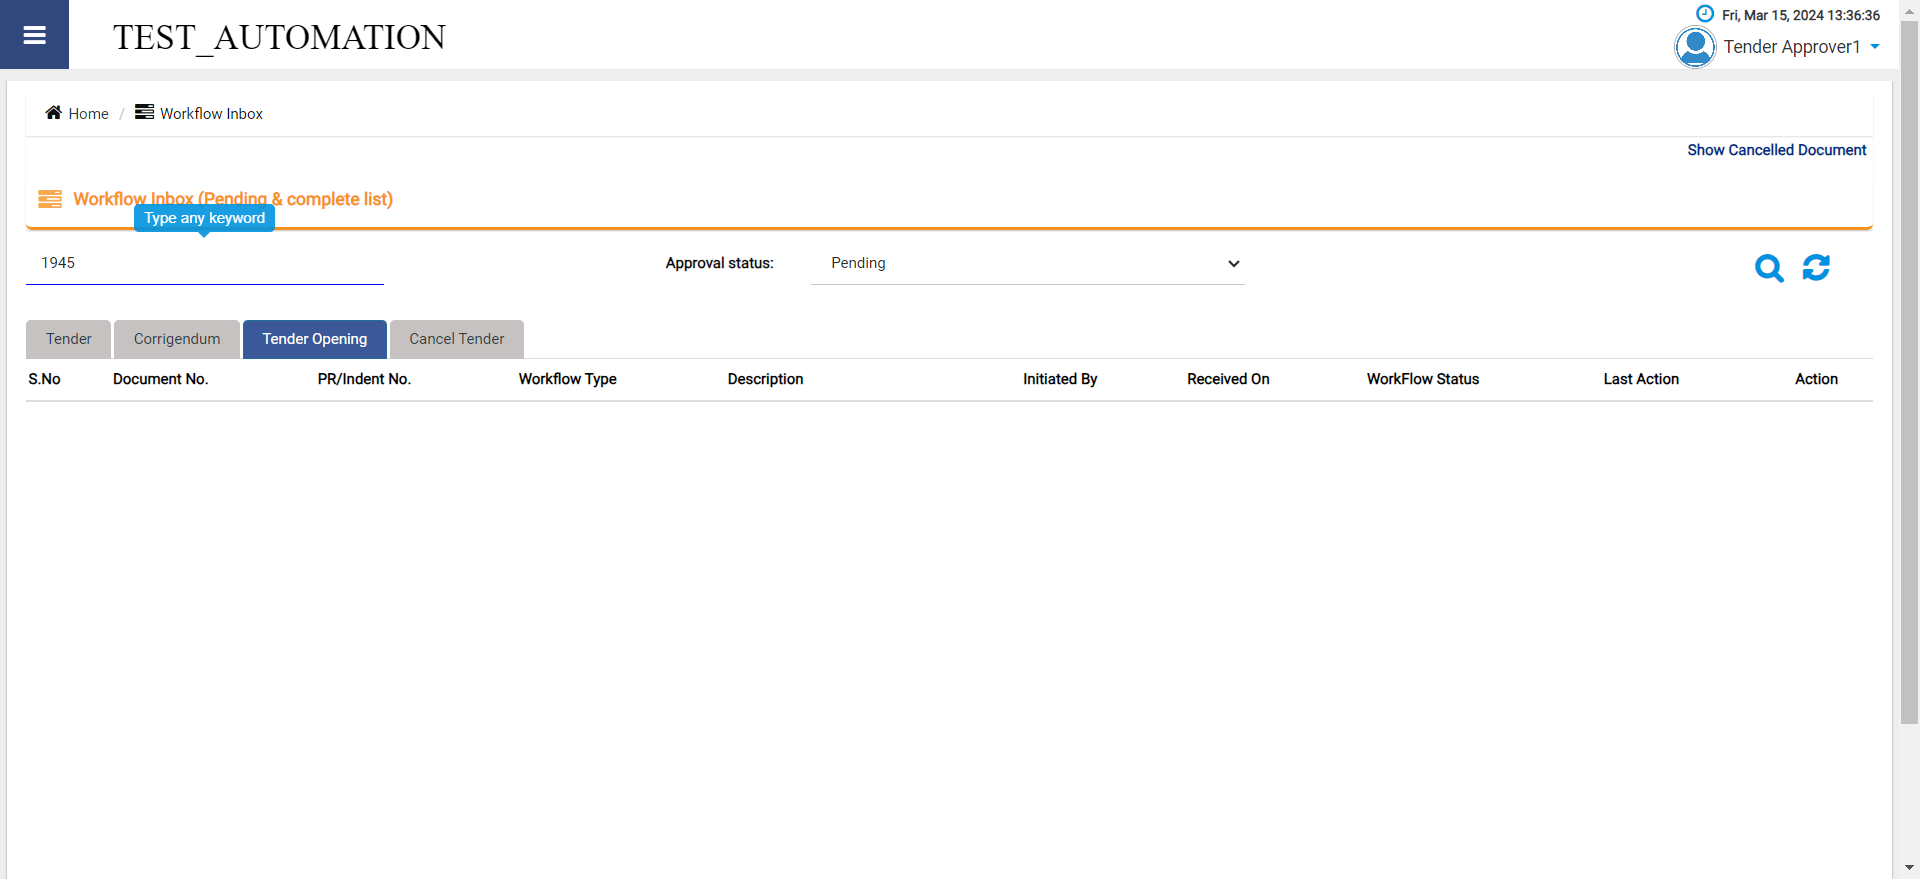 TEST_AUTOMATION
Fri, Mar 15, 2024 13:36:36
Tender Approver1
Home / Workflow Inbox
Show Cancelled Document
Workflow Inbox (Pending & complete list)
Type any keyword
1945
Approval status:
Pending
Tender
Corrigendum
Tender Opening
Cancel Tender
S.No
Document No.
PR/Indent No.
Workflow Type
Description
Initiated By
Received On
WorkFlow Status
Last Action
Action